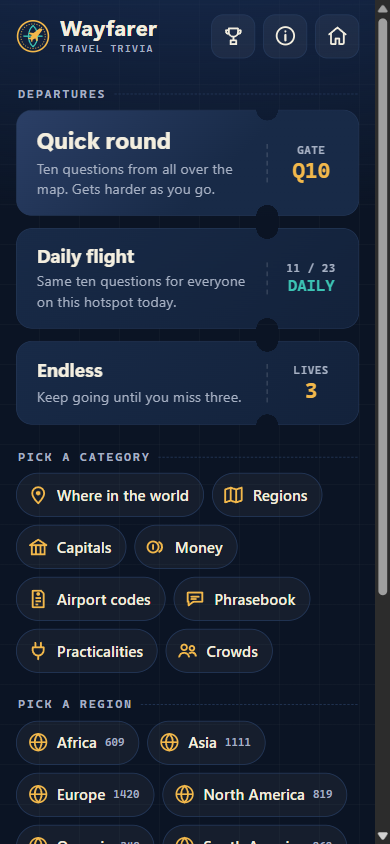 Wayfarer
TRAVEL TRIVIA
DEPARTURES
Quick round
Ten questions from all over the
map. Gets harder as you go.
GATE
Q10
Daily flight
Same ten questions for everyone
on this hotspot today.
11 / 23
DAILY
Endless
Keep going until you miss three.
LIVES
3
PICK A CATEGORY
Where in the world
Regions
Capitals
Money
Airport codes
Phrasebook
Practicalities
Crowds
PICK A REGION
Africa 609
Asia 1111
Europe 1420
North America 819